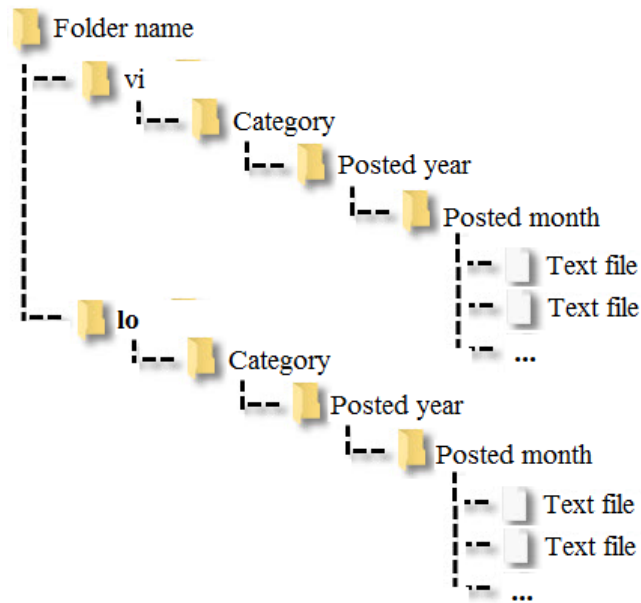 Folder name
vi
Category
Posted year
Posted month
Text file
Text file
...
lo
Category
Posted year
Posted month
Text file
Text file
...